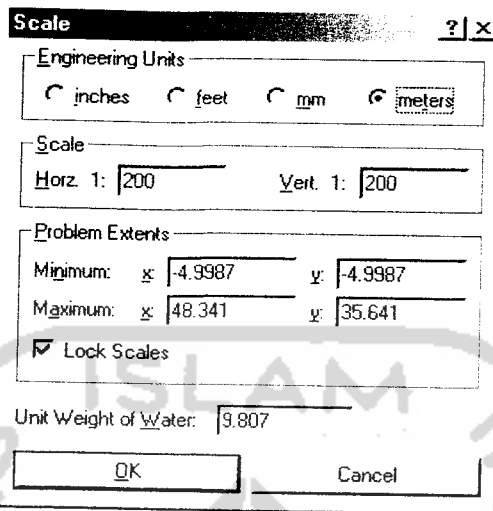 Scale ? ×
Engineering Units
inches feet mm meters
Scale
Horz. 1: 200 Vert. 1: 200
Problem Extents
Minimum: x: -4.9987 y: -4.9987
Maximum: x: 48.341 y: 35.641
Lock Scales
ISLAM
Unit Weight of Water: 9.807
OK Cancel